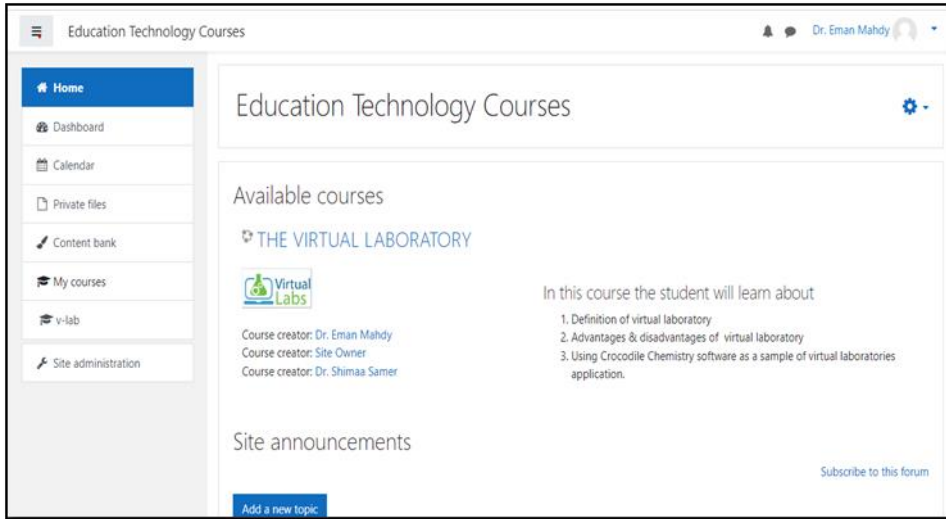 Education Technology Courses
Dr. Eman Mahdy
Home
Dashboard
Calendar
Private files
Content bank
My courses
v-lab
Site administration
Education Technology Courses
Available courses
THE VIRTUAL LABORATORY
Virtual
Labs
Course creator: Dr. Eman Mahdy
Course creator: Site Owner
Course creator: Dr. Shimaa Samer
In this course the student will learn about
1. Definition of virtual laboratory
2. Advantages & disadvantages of virtual laboratory
3. Using Crocodile Chemistry software as a sample of virtual laboratories
application.
Site announcements
Subscribe to this forum
Add a new topic